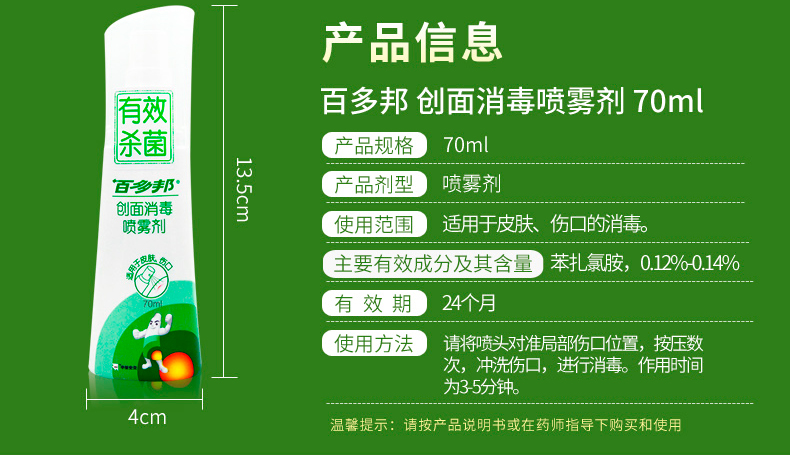 有效
杀菌
百多邦
创面消毒
喷雾剂
适用于皮肤、伤口
70ml
13.5cm
4cm
产品信息
百多邦 创面消毒喷雾剂 70ml
产品规格 70ml
产品剂型 喷雾剂
使用范围 适用于皮肤、伤口的消毒。
主要有效成分及其含量 苯扎氯胺，0.12%-0.14%
有 效 期 24个月
使用方法 请将喷头对准局部伤口位置，按压数
次，冲洗伤口，进行消毒。作用时间
为3-5分钟。
温馨提示：请按产品说明书或在药师指导下购买和使用